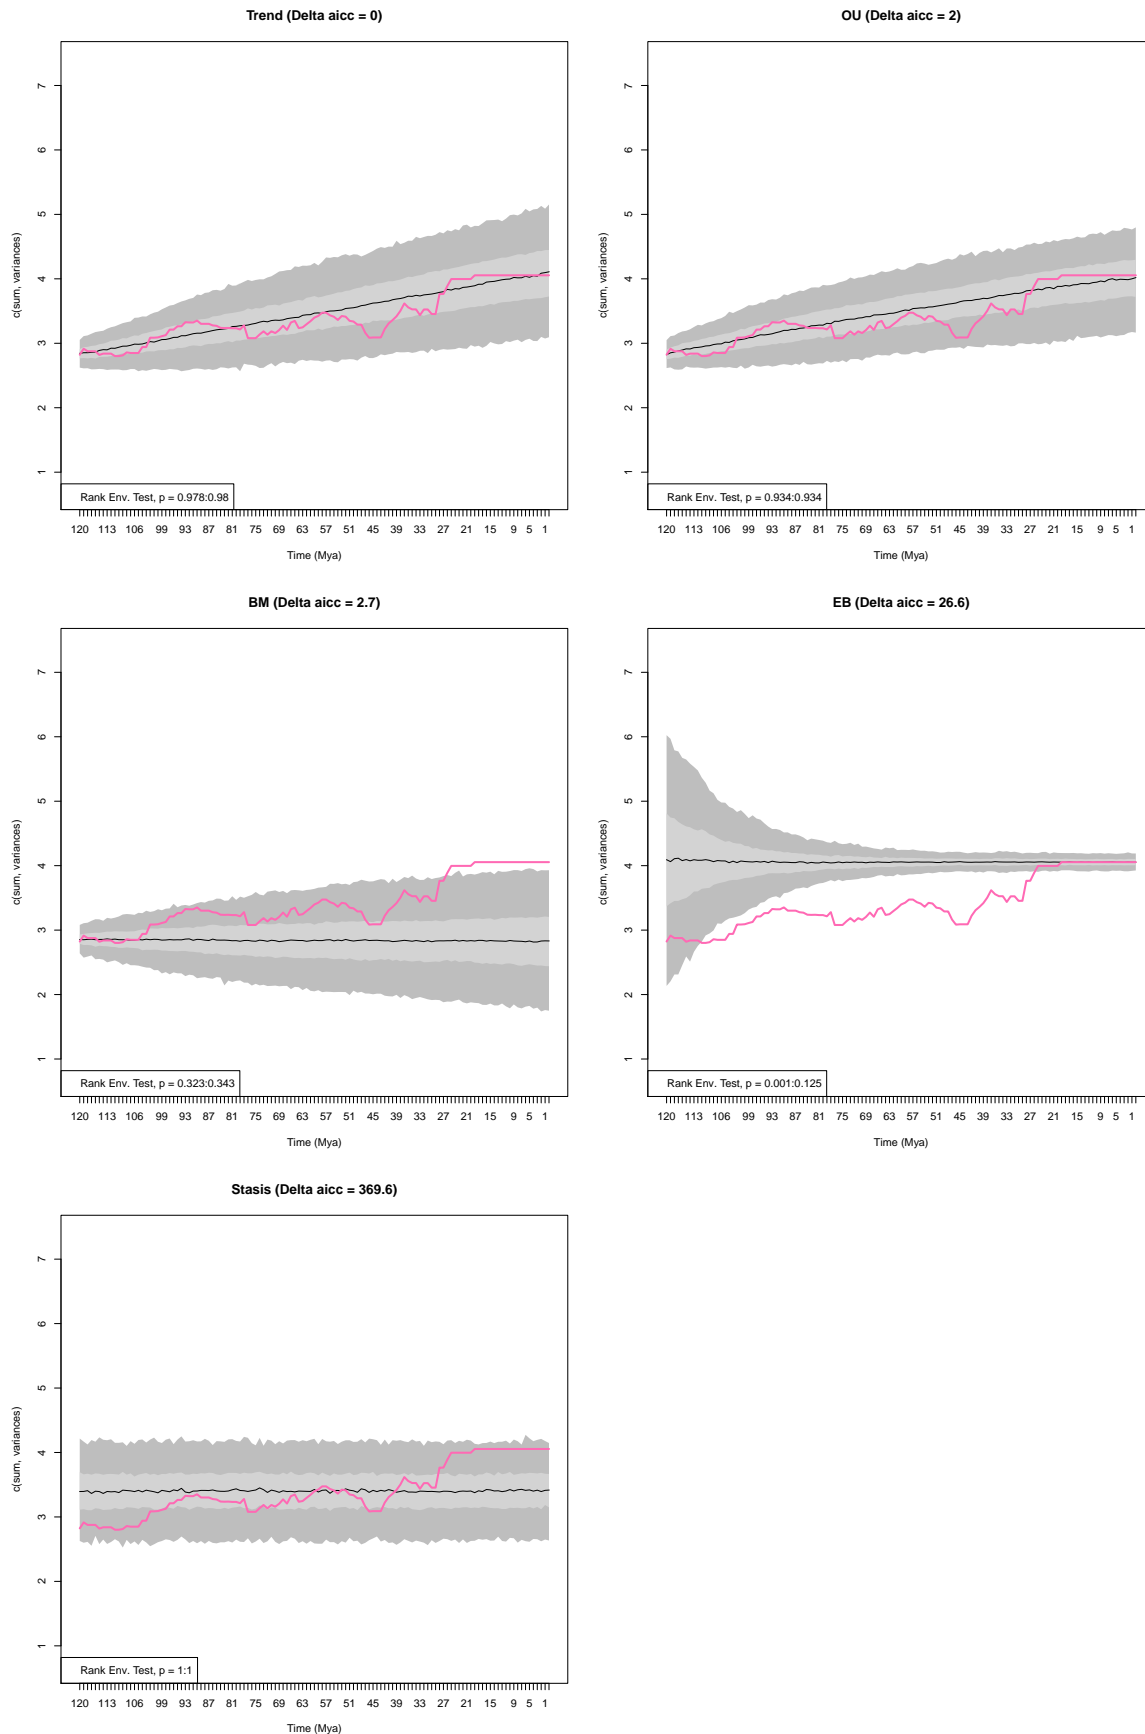 Trend (Delta aicc = 0)
c(sum, variances)
7
6
5
4
3
2
1
Rank Env. Test, p = 0.978:0.98
120 113 106 99 93 87 81 75 69 63 57 51 45 39 33 27 21 15 9 5 1
Time (Mya)
OU (Delta aicc = 2)
c(sum, variances)
7
6
5
4
3
2
1
Rank Env. Test, p = 0.934:0.934
120 113 106 99 93 87 81 75 69 63 57 51 45 39 33 27 21 15 9 5 1
Time (Mya)
BM (Delta aicc = 2.7)
c(sum, variances)
7
6
5
4
3
2
1
Rank Env. Test, p = 0.323:0.343
120 113 106 99 93 87 81 75 69 63 57 51 45 39 33 27 21 15 9 5 1
Time (Mya)
EB (Delta aicc = 26.6)
c(sum, variances)
7
6
5
4
3
2
1
Rank Env. Test, p = 0.001:0.125
120 113 106 99 93 87 81 75 69 63 57 51 45 39 33 27 21 15 9 5 1
Time (Mya)
Stasis (Delta aicc = 369.6)
c(sum, variances)
7
6
5
4
3
2
1
Rank Env. Test, p = 1:1
120 113 106 99 93 87 81 75 69 63 57 51 45 39 33 27 21 15 9 5 1
Time (Mya)